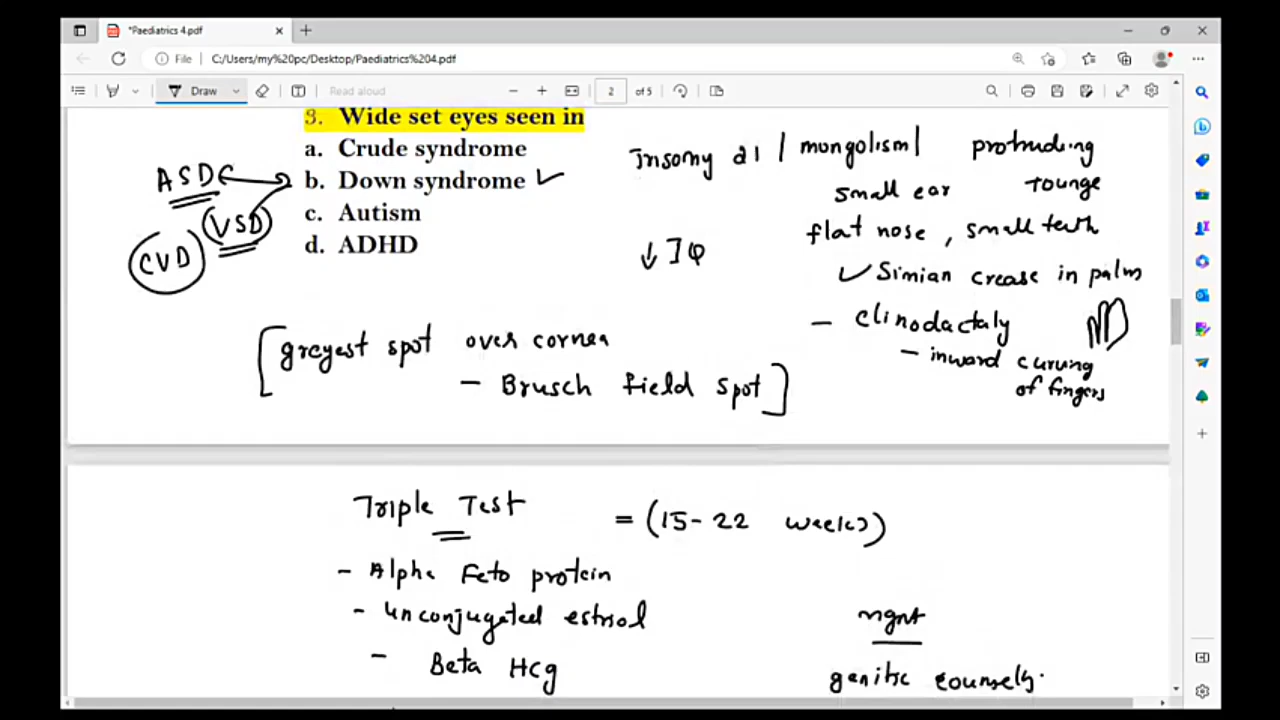 *Paediatrics 4.pdf
File C:/Users/my%20pc/Desktop/Paediatrics%204.pdf
Draw Read aloud 2 of 5
3. Wide set eyes seen in
a. Crude syndrome
b. Down syndrome
c. Autism
d. ADHD
ASD
VSD
CVD
Trisomy 21 / mongolism/ protruding
tounge
small ear
flat nose, small teeth
↓ IQ
Simian crease in palm
- clinodactaly
- inward curving
of fingers
[greyest spot over cornea
- Brusch field spot]
Triple Test = (15-22 weeks)
- Alpha Feto protein
- unconjugated estriol
- Beta HCg
mgnt
genitic counsely.